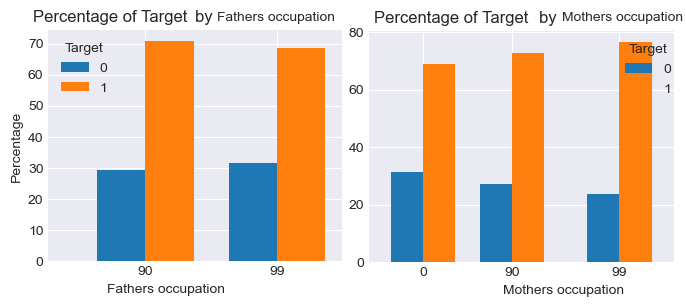 Percentage of Target by Fathers occupation
70
60
50
40
30
20
10
0
Percentage
Target
0
1
90 99
Fathers occupation
Percentage of Target by Mothers occupation
80
60
40
20
0
Target
0
1
0 90 99
Mothers occupation